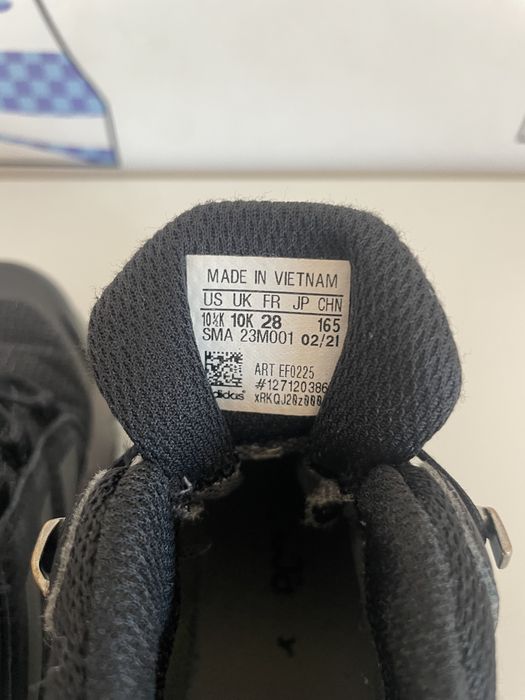 MADE IN VIETNAM
US UK FR JP CHN
10½K 10K 28 165
SMA 23M001 02/21
ART EF0225
#127120386
adidas xRKQJ20z000